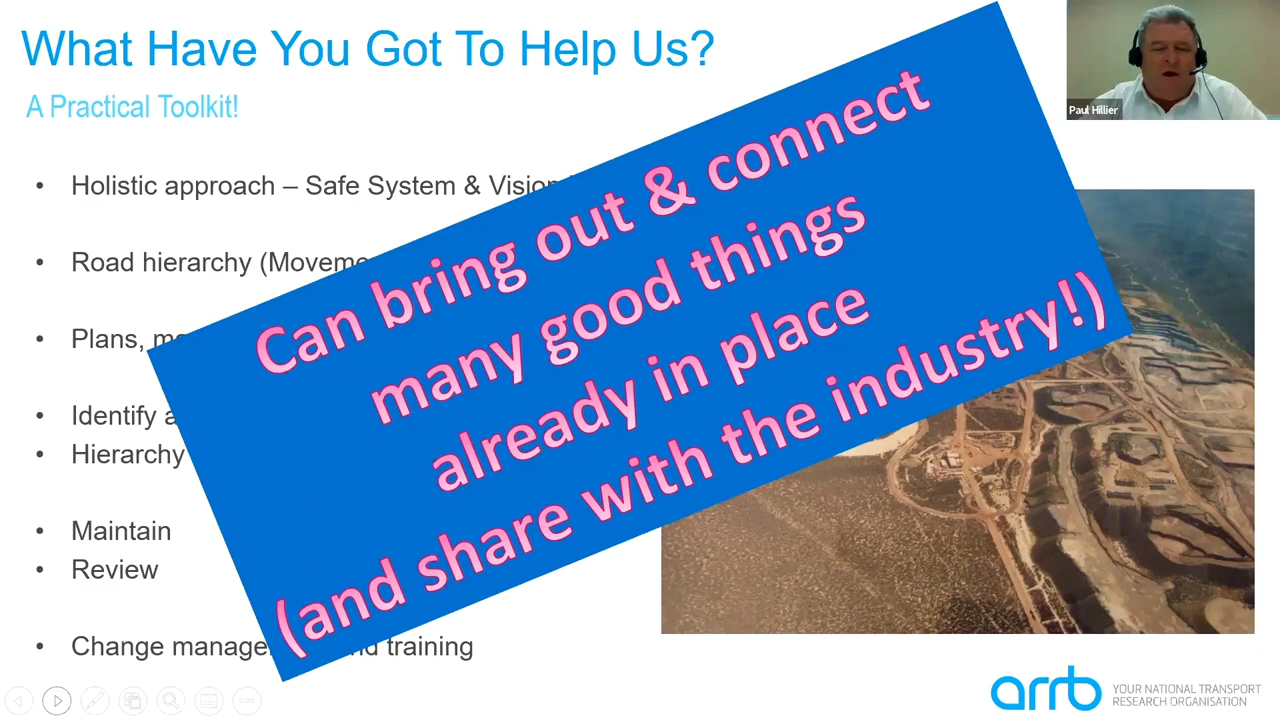 What Have You Got To Help Us?
A Practical Toolkit!
Paul Hillier
• Holistic approach – Safe System & Vision
• Road hierarchy (Moveme
• Plans, m
• Identify a
• Hierarchy
• Maintain
• Review
• Change manage nd training
Can bring out & connect
many good things
already in place
(and share with the industry!)
arrb
YOUR NATIONAL TRANSPORT
RESEARCH ORGANISATION